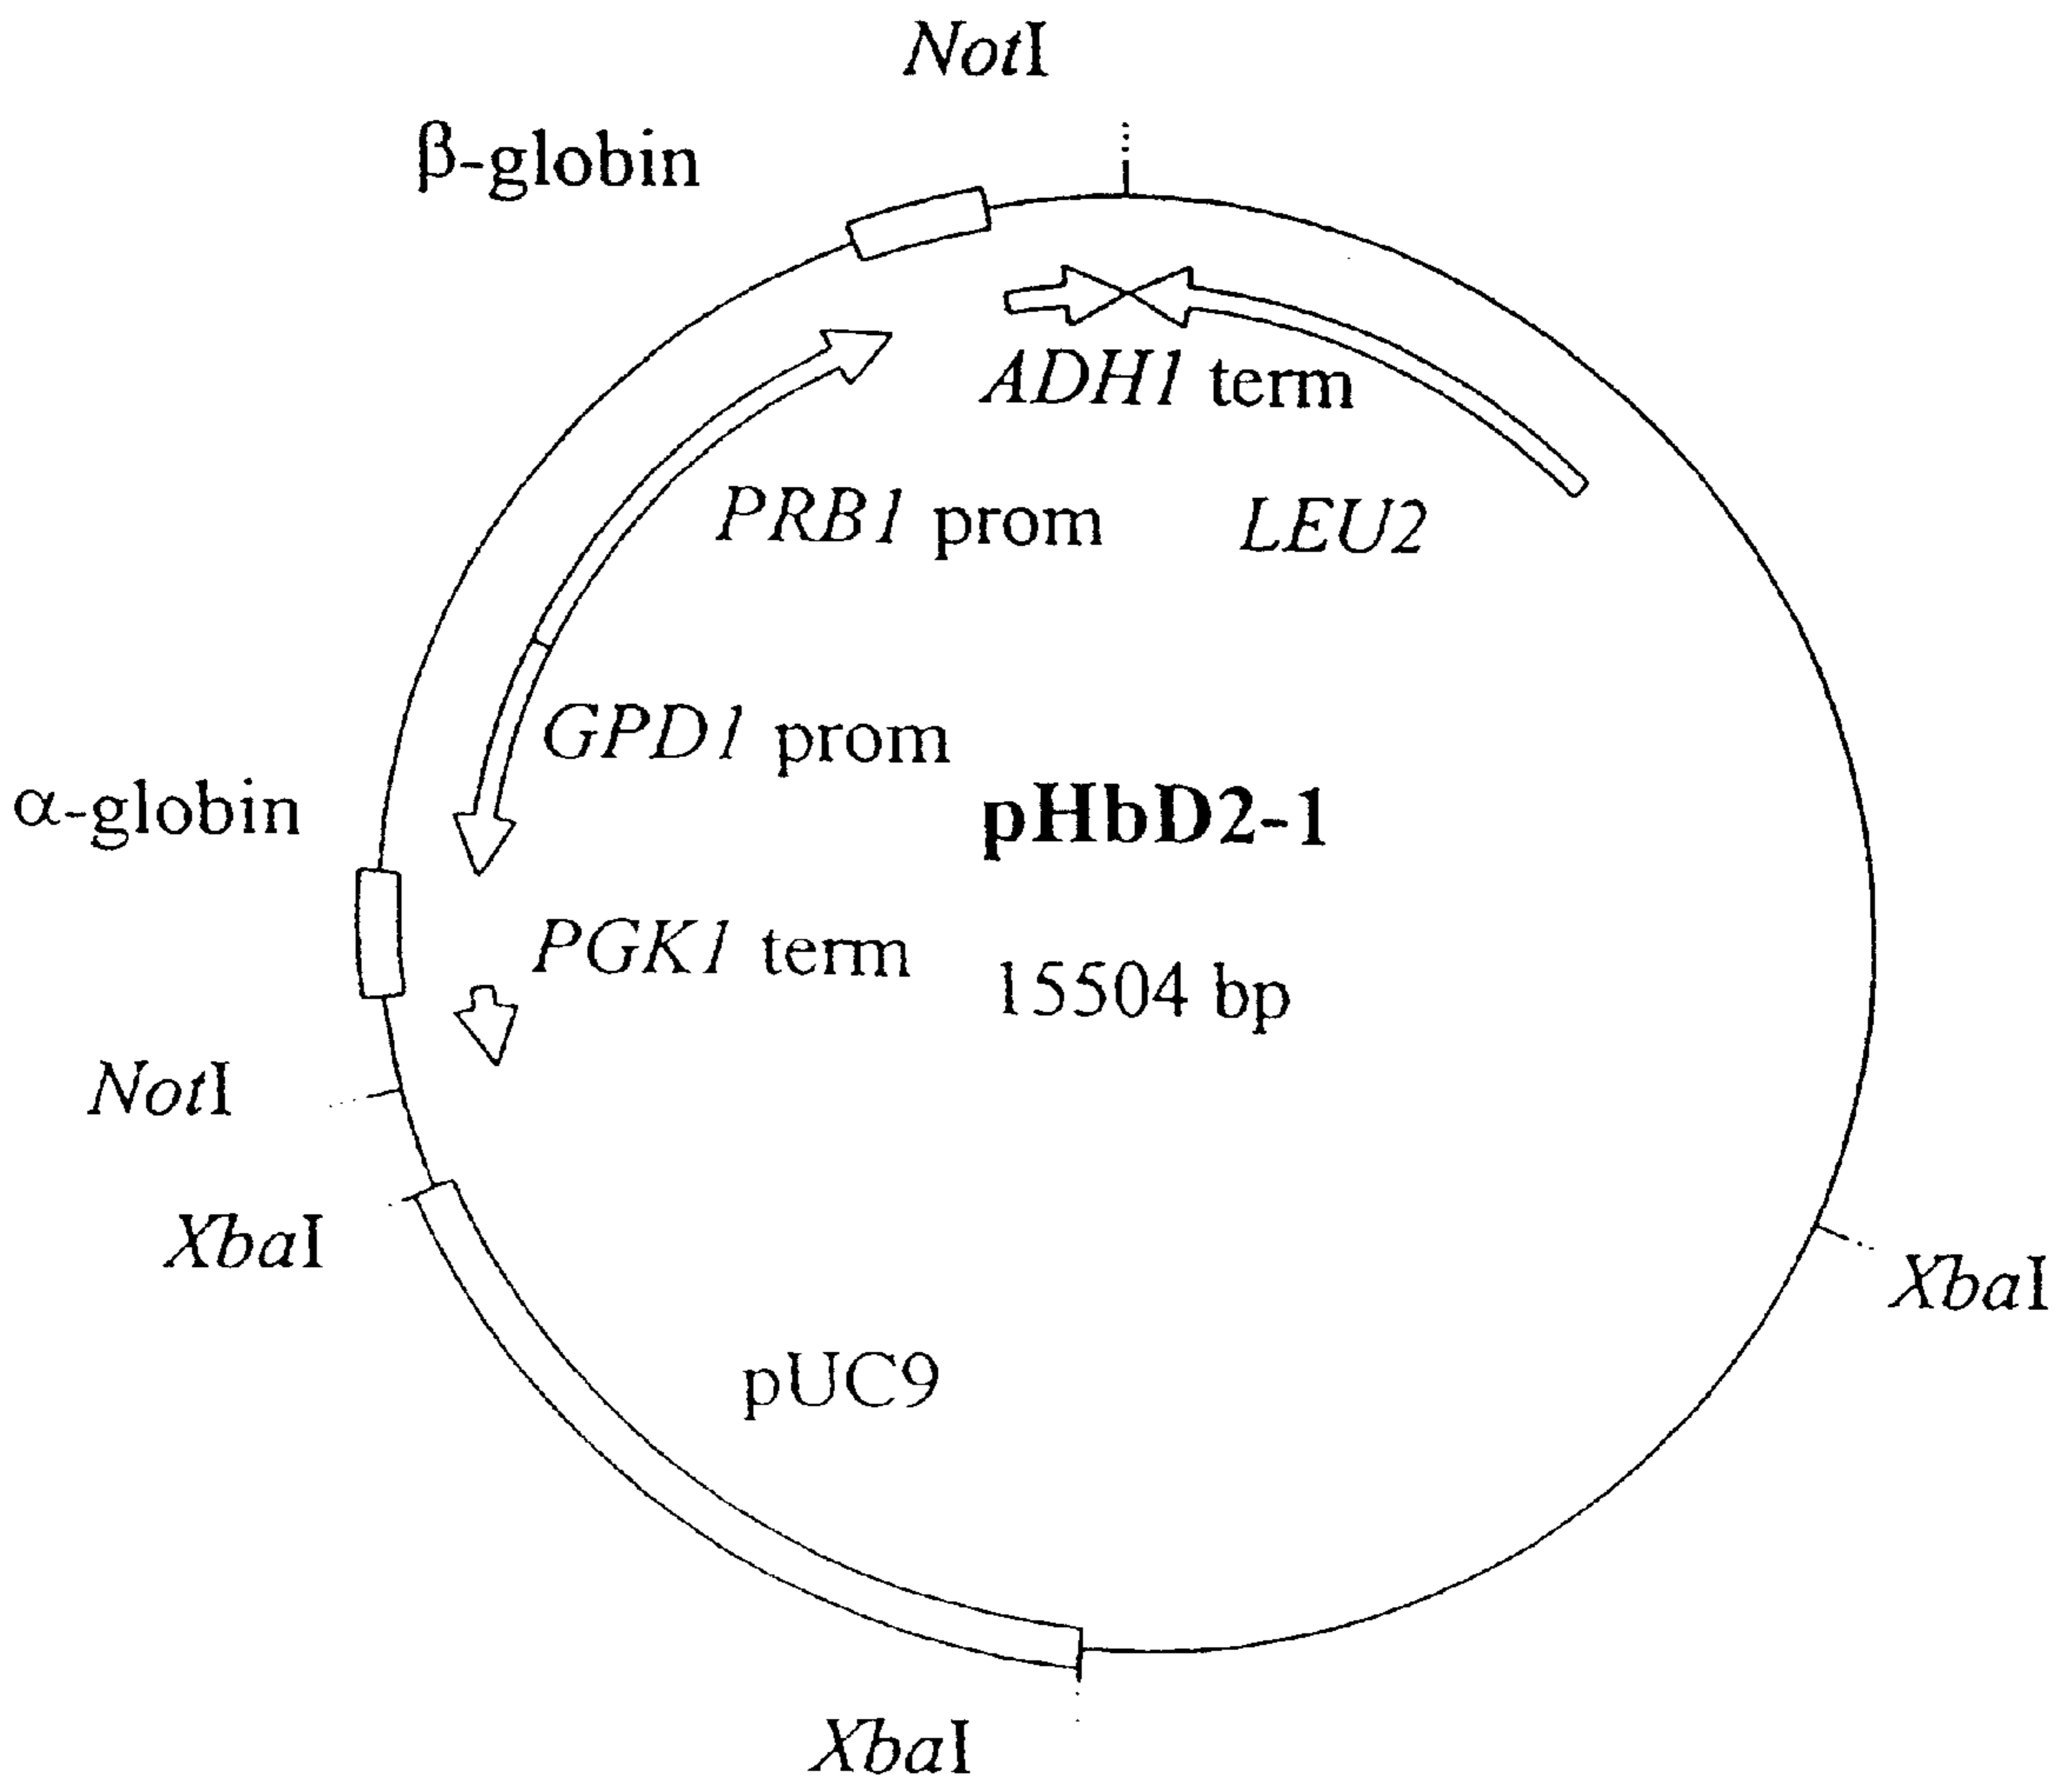 NotI
β-globin
ADH1 term
PRB1 prom
LEU2
GPD1 prom
α-globin
pHbD2-1
PGK1 term
15504 bp
NotI
XbaI
XbaI
pUC9
XbaI